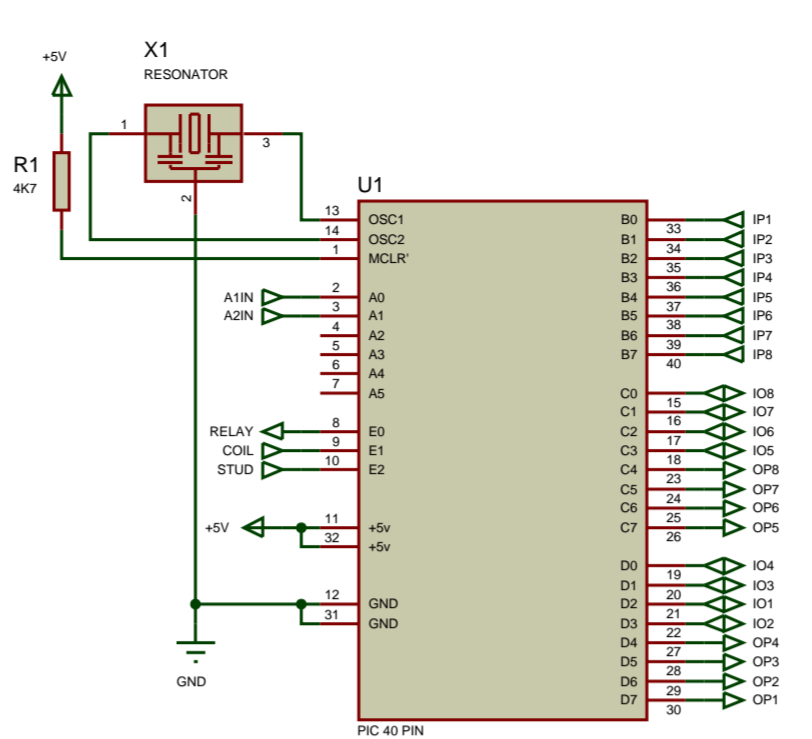 X1
RESONATOR
+5V
1
3
2
R1
4K7
U1
13 OSC1
14 OSC2
1 MCLR'
A1IN 2 A0
A2IN 3 A1
4 A2
5 A3
6 A4
7 A5
RELAY 8 E0
COIL 9 E1
STUD 10 E2
+5V 11 +5v
32 +5v
12 GND
31 GND
GND
B0 33 IP1
B1 34 IP2
B2 35 IP3
B3 36 IP4
B4 37 IP5
B5 38 IP6
B6 39 IP7
B7 40 IP8
C0 15 IO8
C1 16 IO7
C2 17 IO6
C3 18 IO5
C4 23 OP8
C5 24 OP7
C6 25 OP6
C7 26 OP5
D0 19 IO4
D1 20 IO3
D2 21 IO1
D3 22 IO2
D4 27 OP4
D5 28 OP3
D6 29 OP2
D7 30 OP1
PIC 40 PIN